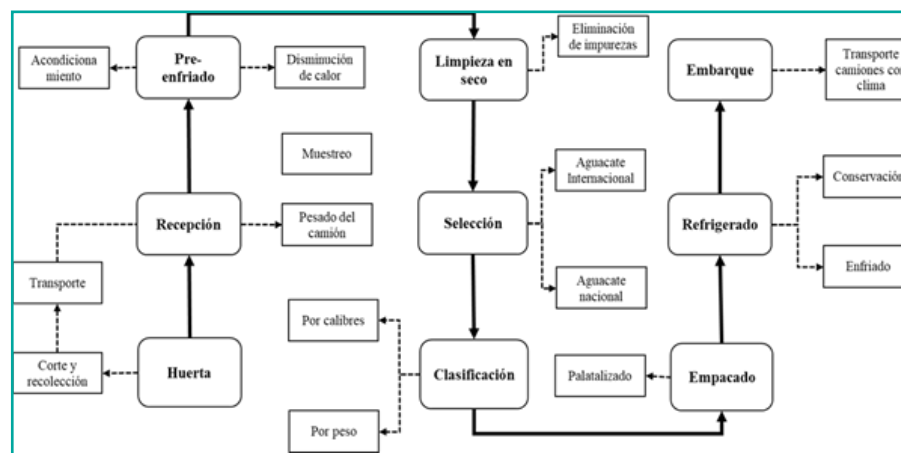 Acondiciona
miento
Pre-
enfriado
Disminución
de calor
Muestreo
Recepción
Pesado del
camión
Transporte
Corte y
recolección
Huerta
Limpieza en
seco
Eliminación
de impurezas
Selección
Aguacate
Internacional
Aguacate
nacional
Por calibres
Clasificación
Por peso
Embarque
Transporte
camiones con
clima
Refrigerado
Conservación
Enfriado
Palatalizado
Empacado